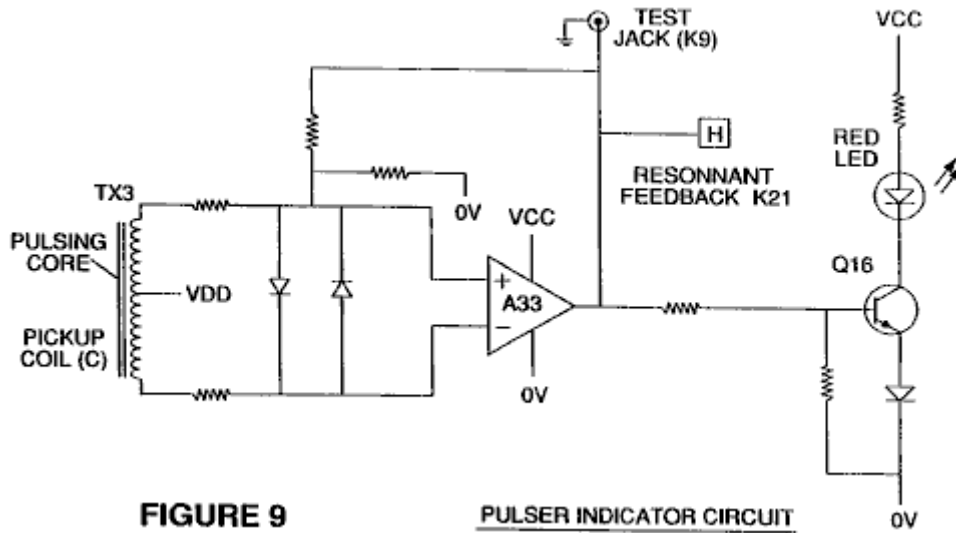 TEST
JACK (K9)
VCC
H
RED
LED
RESONNANT
FEEDBACK K21
TX3
0V
VCC
PULSING
CORE
VDD
+
A33
−
Q16
PICKUP
COIL (C)
0V
0V
FIGURE 9
PULSER INDICATOR CIRCUIT